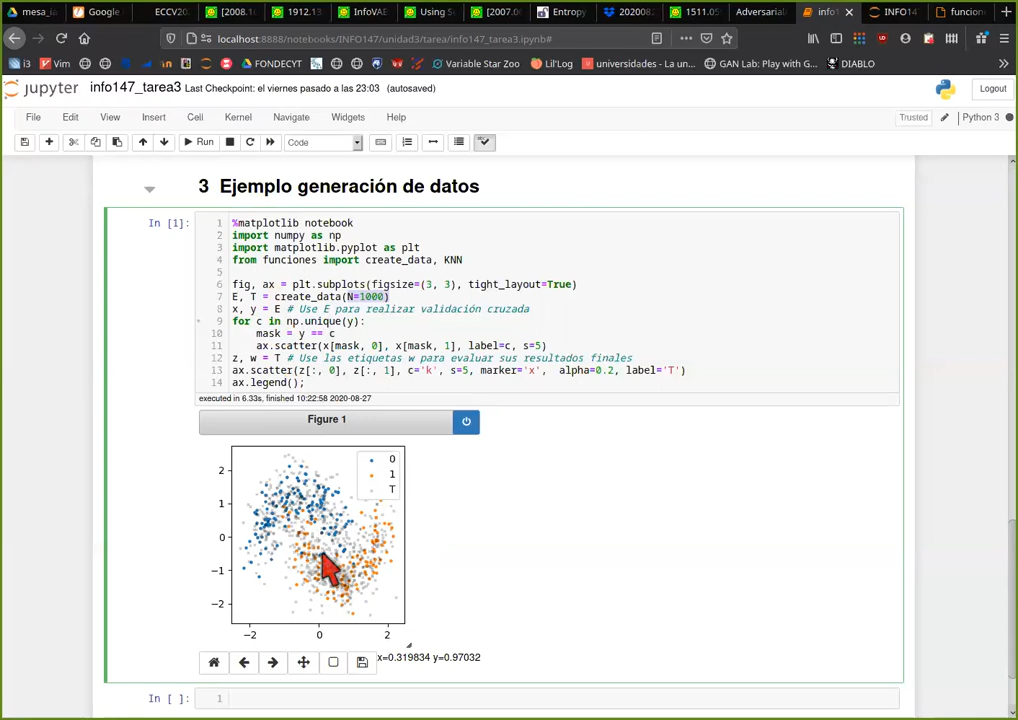 mesa_ia
Google
ECCV20
[2008.10
1912.13
InfoVAE
Using Su
[2007.06
Entropy
202008
1511.05
Adversarial
info1
INFO14
funcion
localhost:8888/notebooks/INFO147/unidad3/tarea/info147_tarea3.ipynb#
i3
Vim
FONDECYT
Variable Star Zoo
Lil'Log
universidades - La un...
GAN Lab: Play with G...
DIABLO
jupyter
info147_tarea3 Last Checkpoint: el viernes pasado a las 23:03 (autosaved)
Logout
File
Edit
View
Insert
Cell
Kernel
Navigate
Widgets
Help
Trusted
Python 3
Run
Code
3 Ejemplo generación de datos
In [1]:
1 %matplotlib notebook
2 import numpy as np
3 import matplotlib.pyplot as plt
4 from funciones import create_data, KNN
5
6 fig, ax = plt.subplots(figsize=(3, 3), tight_layout=True)
7 E, T = create_data(N=1000)
8 x, y = E # Use E para realizar validación cruzada
9 for c in np.unique(y):
10 mask = y == c
11 ax.scatter(x[mask, 0], x[mask, 1], label=c, s=5)
12 z, w = T # Use las etiquetas w para evaluar sus resultados finales
13 ax.scatter(z[:, 0], z[:, 1], c='k', s=5, marker='x', alpha=0.2, label='T')
14 ax.legend();
executed in 6.33s, finished 10:22:58 2020-08-27
Figure 1
0
1
T
2
1
0
−1
−2
−2
0
2
x=0.319834 y=0.97032
In [ ]:
1